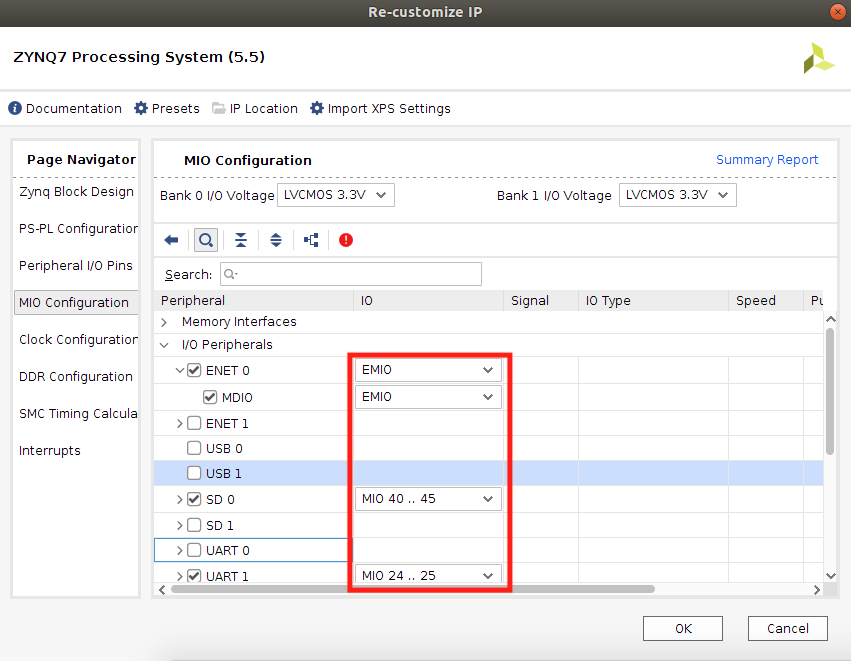 Re-customize IP
ZYNQ7 Processing System (5.5)
Documentation Presets IP Location Import XPS Settings
Page Navigator
Zynq Block Design
PS-PL Configuration
Peripheral I/O Pins
MIO Configuration
Clock Configuration
DDR Configuration
SMC Timing Calcula
Interrupts
MIO Configuration Summary Report
Bank 0 I/O Voltage LVCMOS 3.3V Bank 1 I/O Voltage LVCMOS 3.3V
Search:
Peripheral IO Signal IO Type Speed Pu
Memory Interfaces
I/O Peripherals
ENET 0 EMIO
MDIO EMIO
ENET 1
USB 0
USB 1
SD 0 MIO 40 .. 45
SD 1
UART 0
UART 1 MIO 24 .. 25
OK Cancel